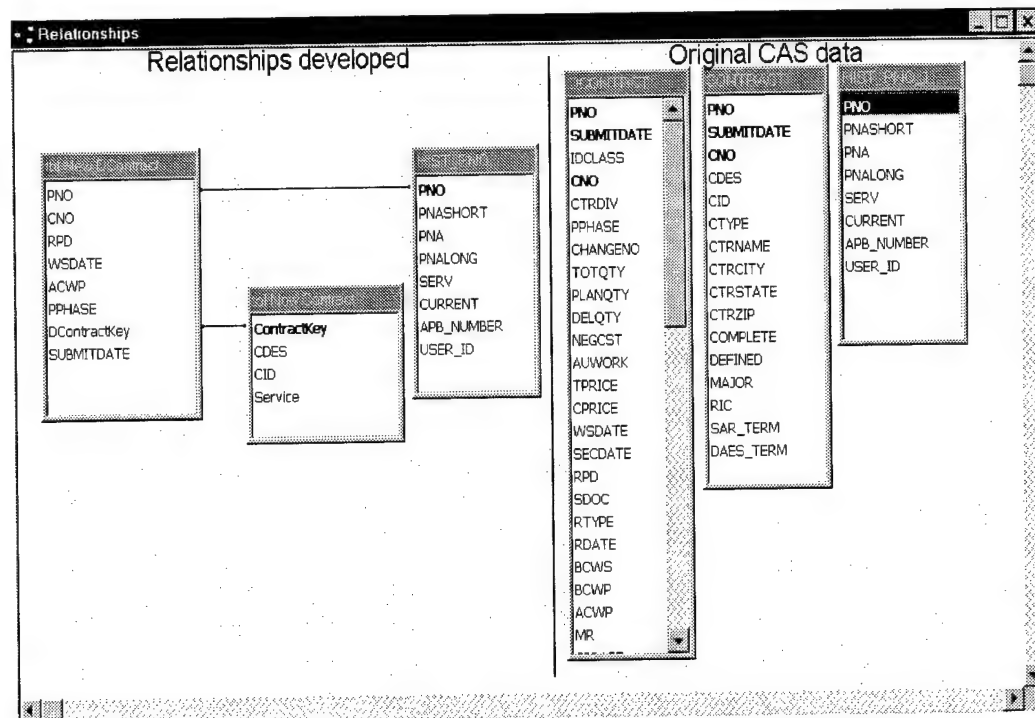 Relationships
Relationships developed
Original CAS data
PNO
CNO
RPD
WSDATE
ACWP
PPHASE
DContractKey
SUBMITDATE
ContractKey
CDES
CID
Service
PNO
PNASHORT
PNA
PNALONG
SERV
CURRENT
APB_NUMBER
USER_ID
PNO
SUBMITDATE
IDCLASS
CNO
CTRDIV
PPHASE
CHANGENO
TOTQTY
PLANQTY
DELQTY
NEGCST
AUWORK
TPRICE
CPRICE
WSDATE
SECDATE
RPD
SDOC
RTYPE
RDATE
BCWS
BCWP
ACWP
MR
PNO
SUBMITDATE
CNO
CDES
CID
CTYPE
CTRNAME
CTRCITY
CTRSTATE
CTRZIP
COMPLETE
DEFINED
MAJOR
RIC
SAR_TERM
DAES_TERM
PNO
PNASHORT
PNA
PNALONG
SERV
CURRENT
APB_NUMBER
USER_ID